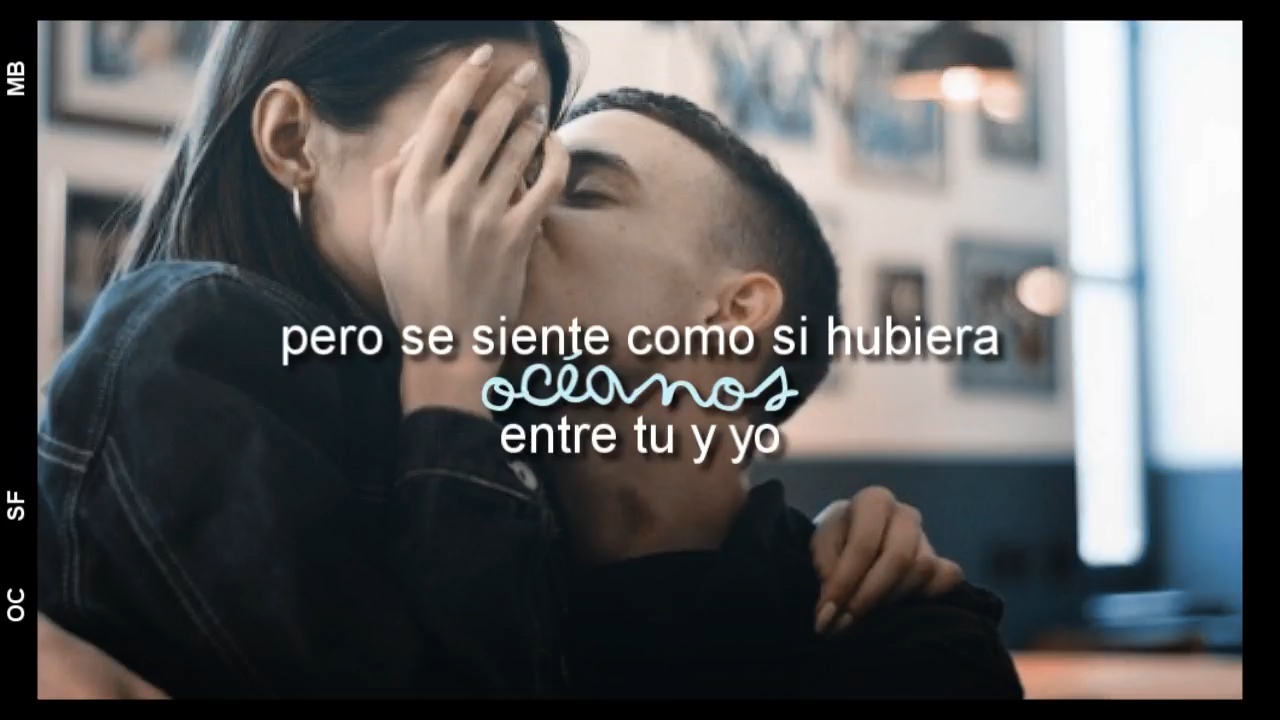 MB
pero se siente como si hubiera
océanos
entre tu y yo
SF
OC